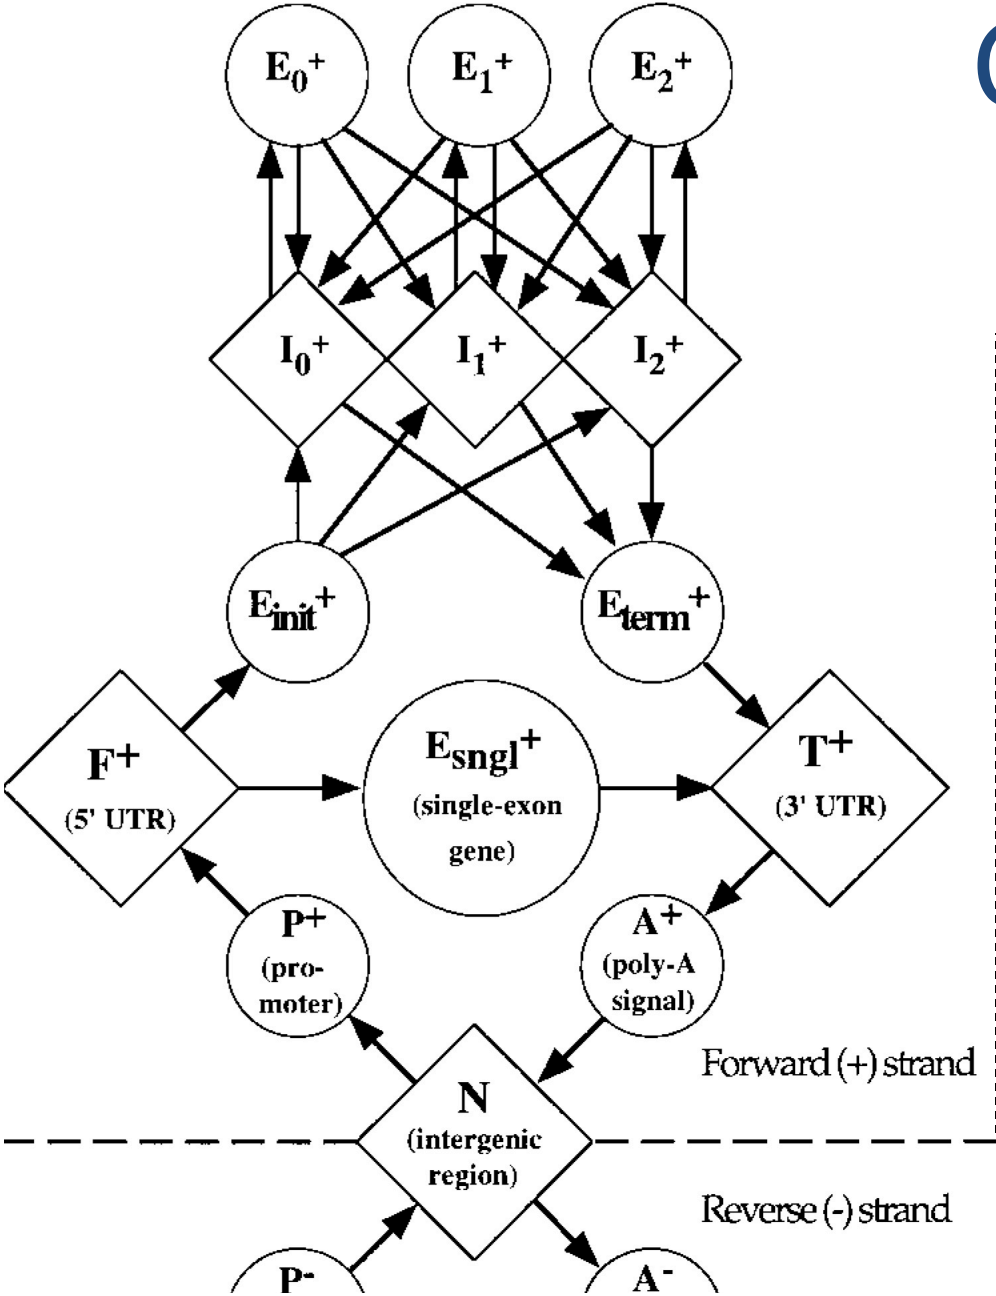 E₀⁺ E₁⁺ E₂⁺
I₀⁺ I₁⁺ I₂⁺
Einit⁺ Eterm⁺
F⁺
(5' UTR)
Esngl⁺
(single-exon
gene)
T⁺
(3' UTR)
P⁺
(pro-
moter)
A⁺
(poly-A
signal)
Forward (+) strand
N
(intergenic
region)
Reverse (-) strand
P⁻ A⁻